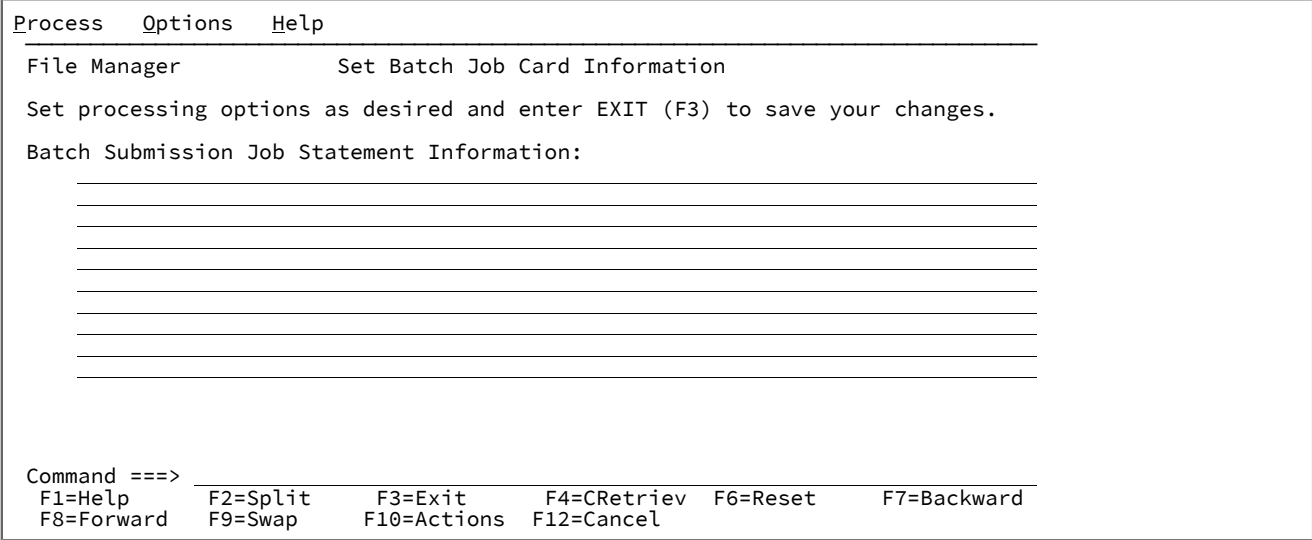 Process   Options   Help
File Manager            Set Batch Job Card Information
Set processing options as desired and enter EXIT (F3) to save your changes.
Batch Submission Job Statement Information:
Command ===>
F1=Help      F2=Split     F3=Exit      F4=CRetriev  F6=Reset     F7=Backward
F8=Forward   F9=Swap     F10=Actions  F12=Cancel